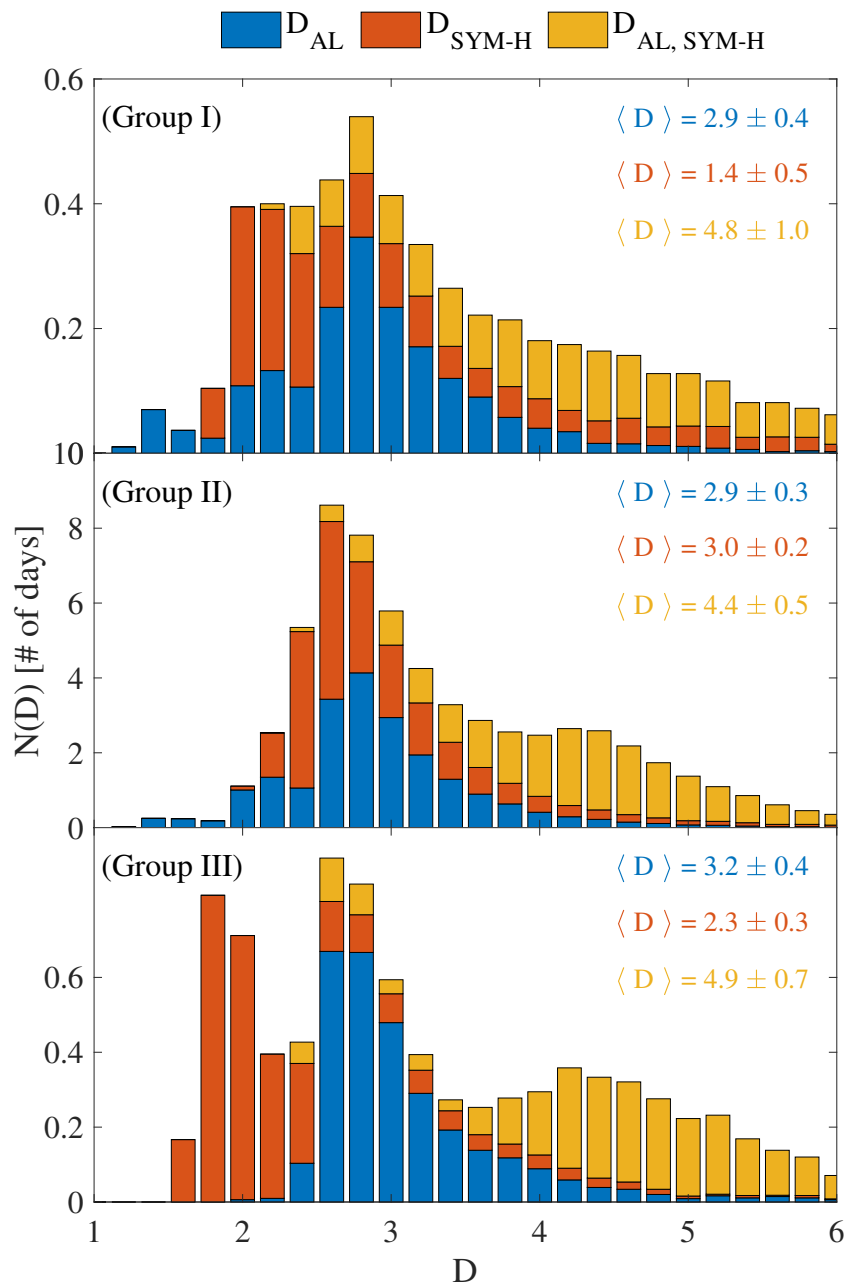 D_AL D_SYM-H D_AL, SYM-H
0.6
(Group I)
⟨ D ⟩ = 2.9 ± 0.4
⟨ D ⟩ = 1.4 ± 0.5
0.4
⟨ D ⟩ = 4.8 ± 1.0
0.2
10
(Group II)
⟨ D ⟩ = 2.9 ± 0.3
8
⟨ D ⟩ = 3.0 ± 0.2
6
⟨ D ⟩ = 4.4 ± 0.5
N(D) [# of days]
4
2
0
(Group III)
⟨ D ⟩ = 3.2 ± 0.4
⟨ D ⟩ = 2.3 ± 0.3
0.6
⟨ D ⟩ = 4.9 ± 0.7
0.4
0.2
0
1 2 3 4 5 6
D